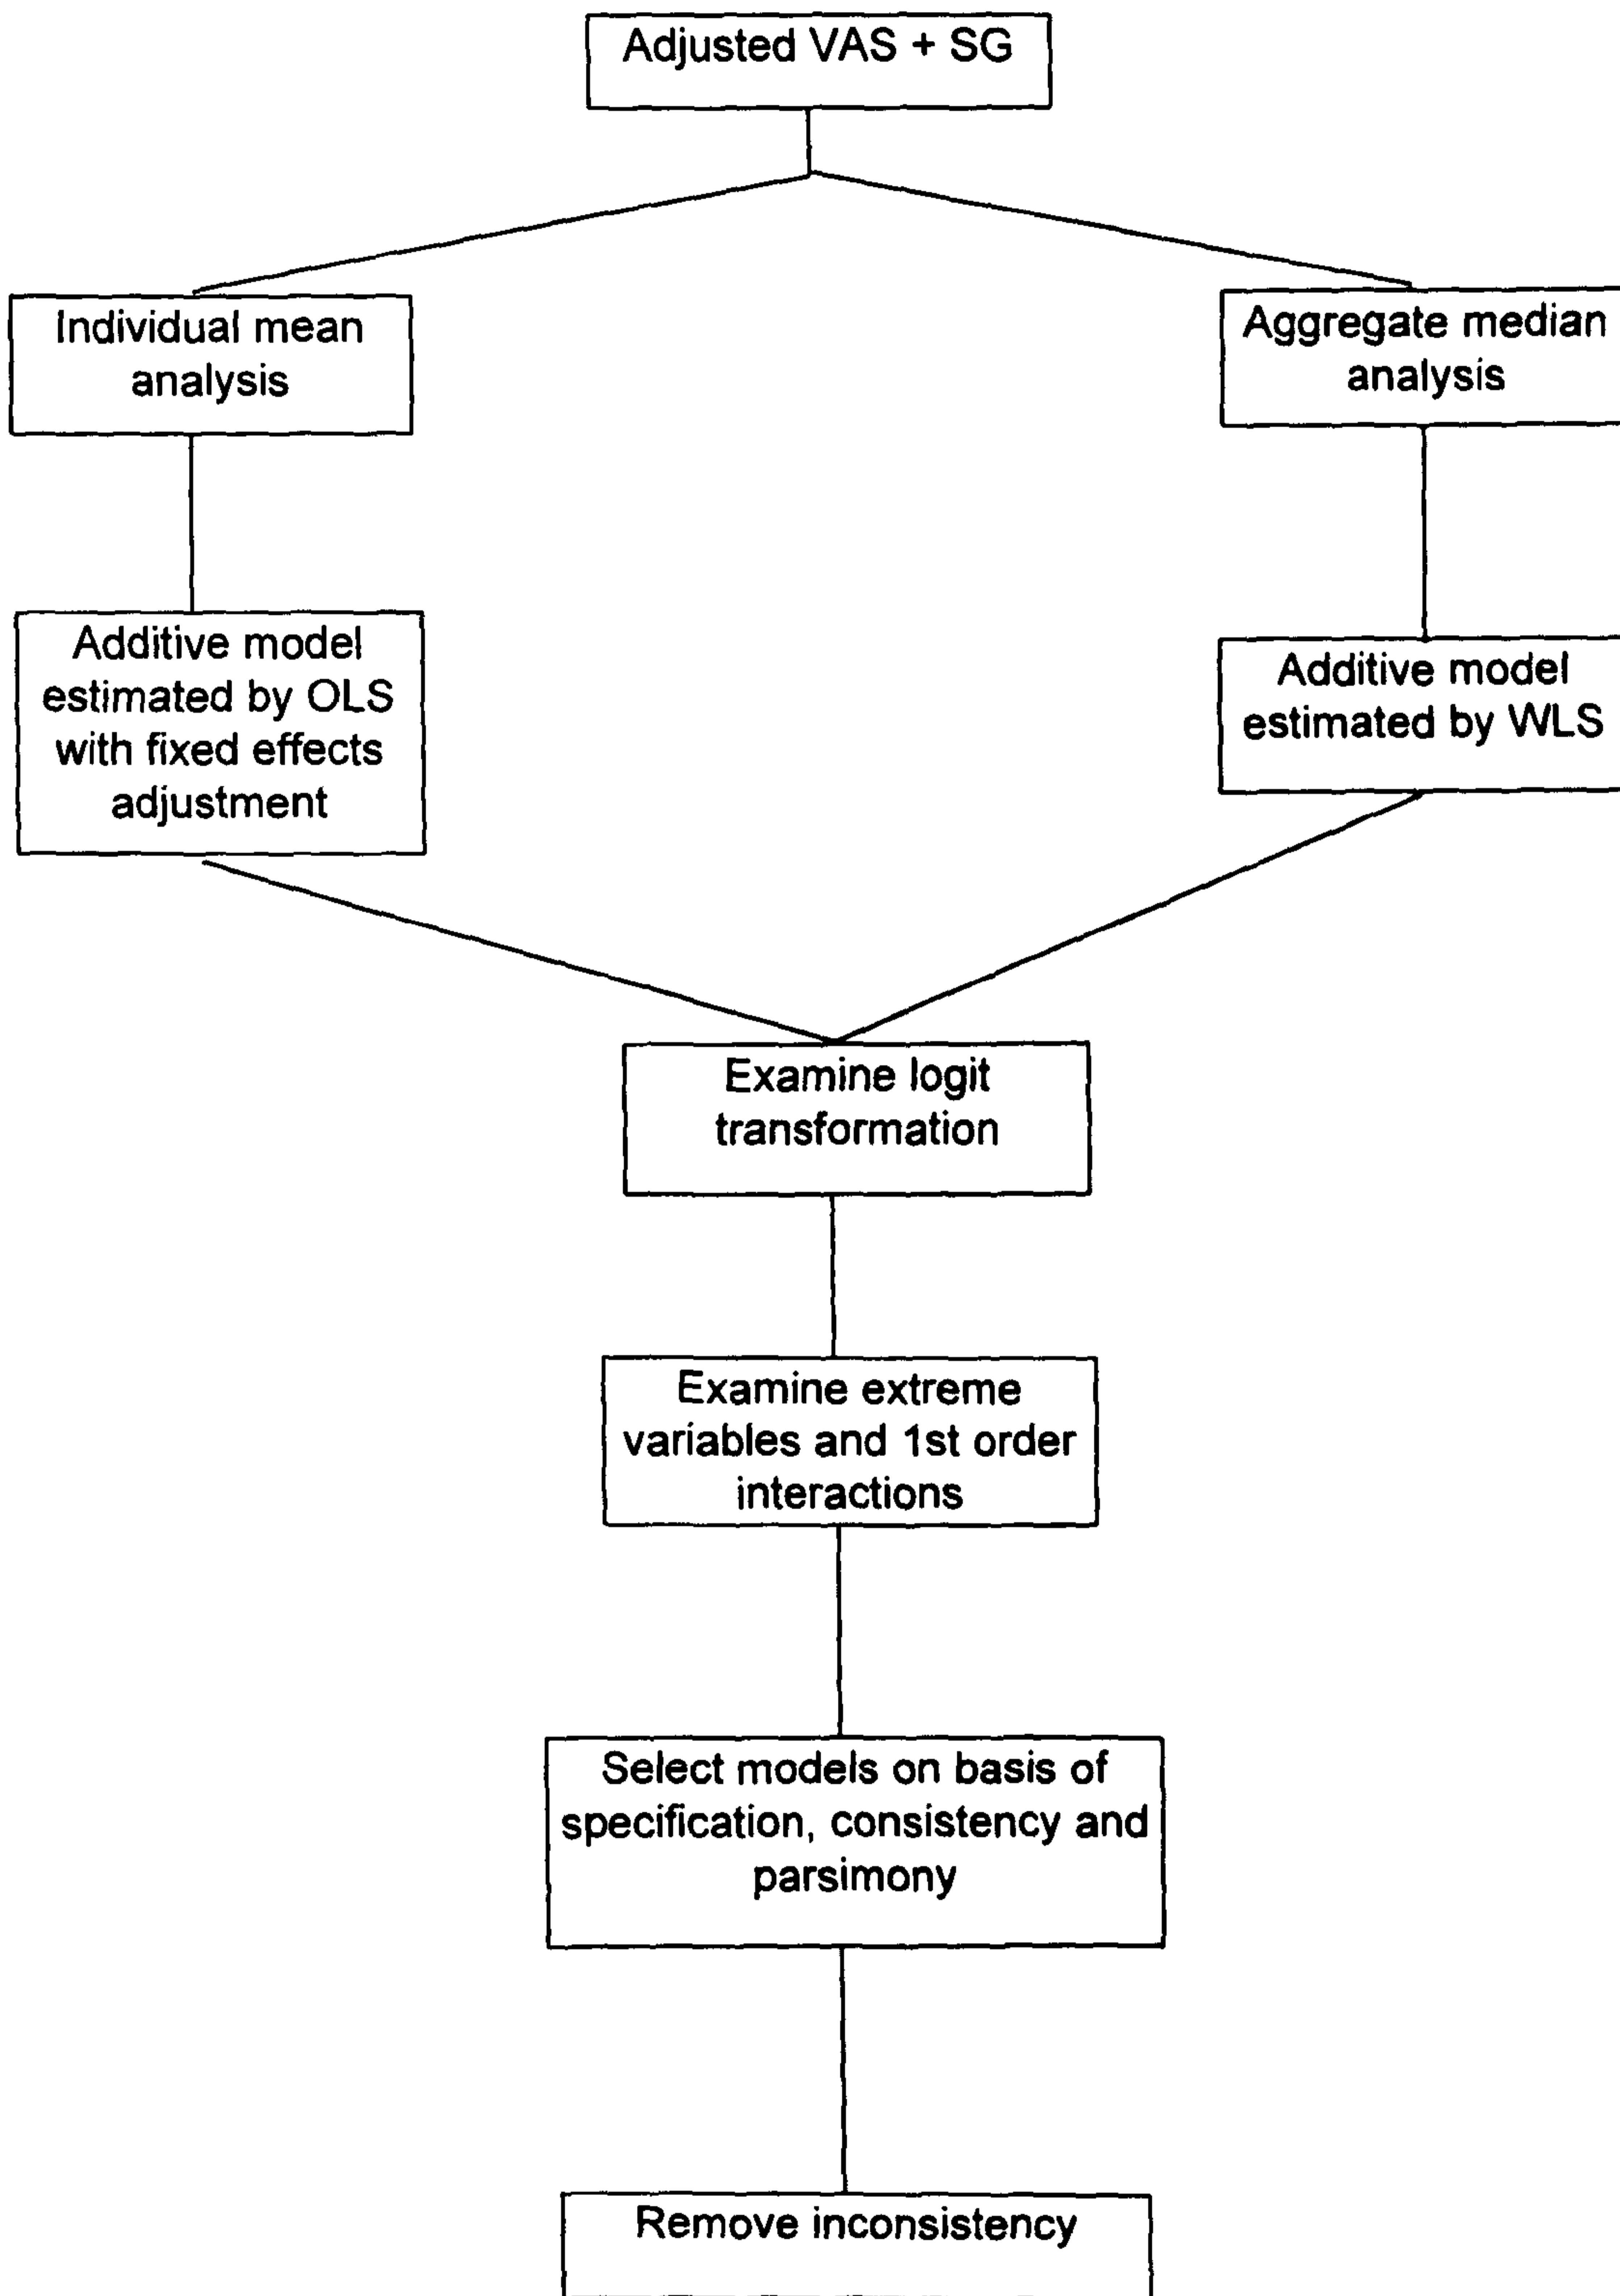 Adjusted VAS + SG
Individual mean
analysis
Aggregate median
analysis
Additive model
estimated by OLS
with fixed effects
adjustment
Additive model
estimated by WLS
Examine logit
transformation
Examine extreme
variables and 1st order
interactions
Select models on basis of
specification, consistency and
parsimony
Remove inconsistency